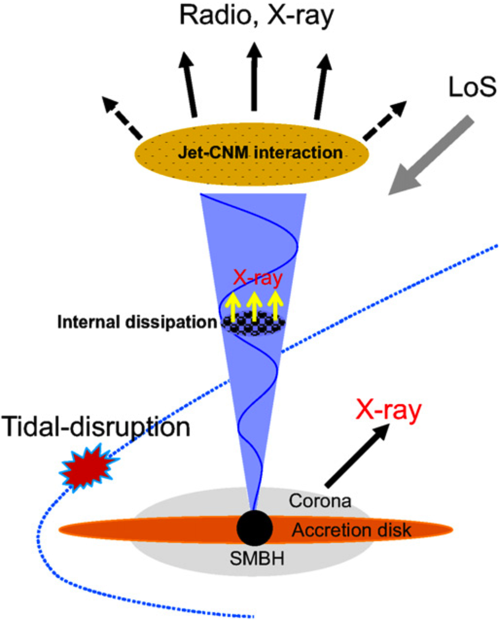 Radio, X-ray
LoS
Jet-CNM interaction
X-ray
Internal dissipation
Tidal-disruption
X-ray
Corona
Accretion disk
SMBH